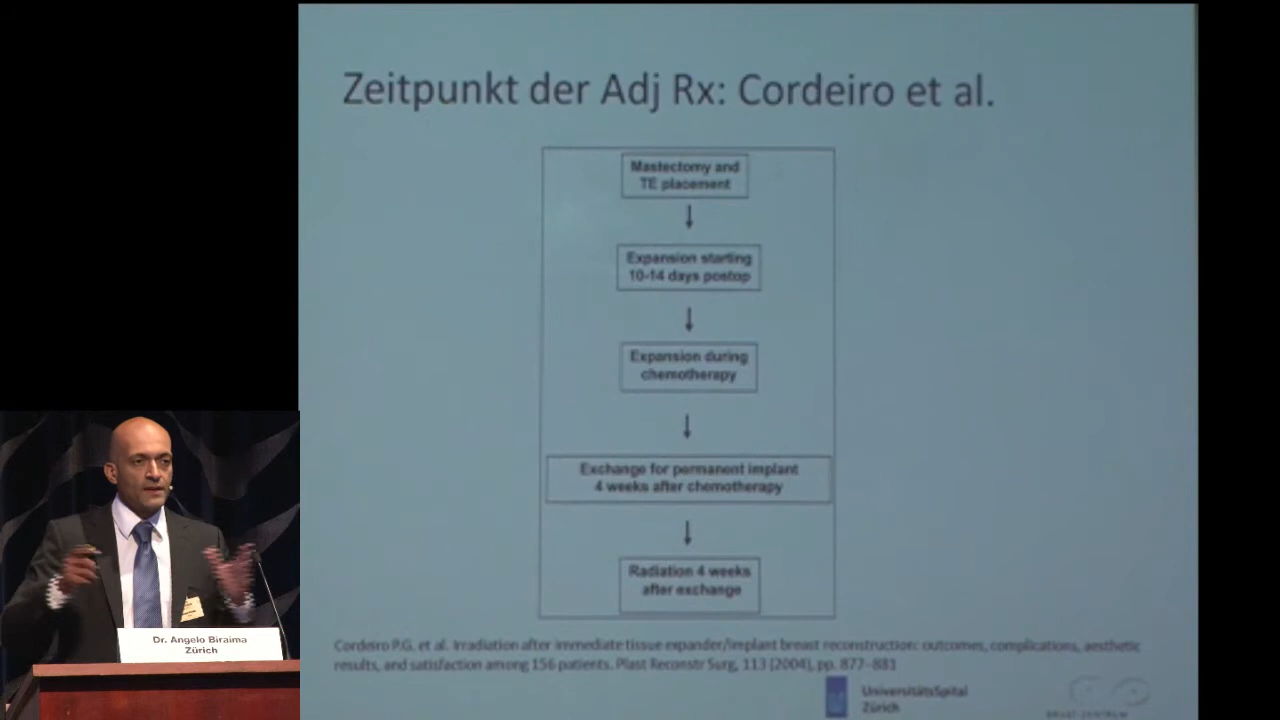 Zeitpunkt der Adj Rx: Cordeiro et al.
Mastectomy and
TE placement
Expansion starting
10-14 days postop
Expansion during
chemotherapy
Exchange for permanent implant
4 weeks after chemotherapy
Radiation 4 weeks
after exchange
Cordeiro P.G. et al. Irradiation after immediate tissue expander/implant breast reconstruction: outcomes, complications, aesthetic
results, and satisfaction among 156 patients. Plast Reconstr Surg, 113 (2004), pp. 877–881
UniversitätsSpital
Zürich
Dr. Angelo Biraima
Zürich